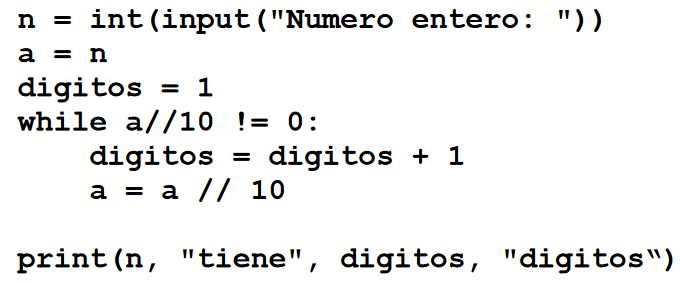 n = int(input("Numero entero: "))
a = n
digitos = 1
while a//10 != 0:
    digitos = digitos + 1
    a = a // 10
print(n, "tiene", digitos, "digitos“)